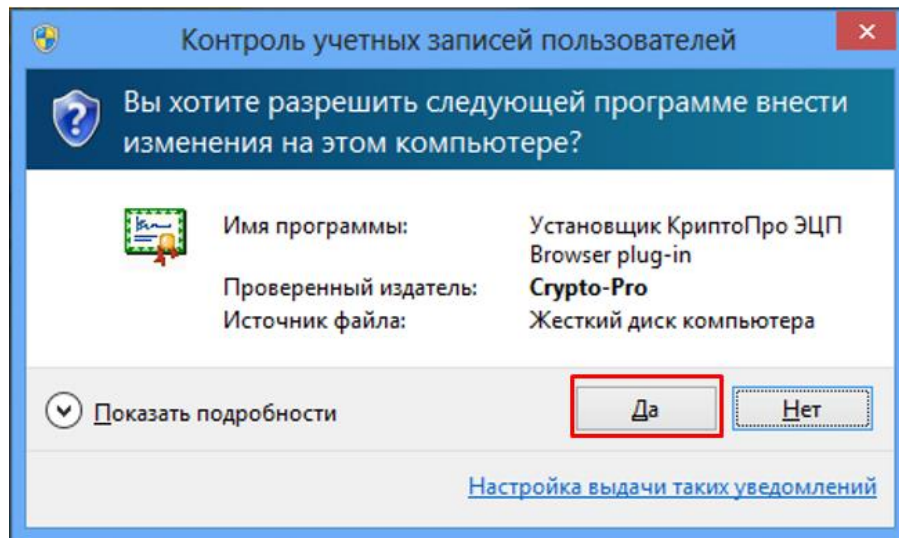 Контроль учетных записей пользователей
Вы хотите разрешить следующей программе внести
изменения на этом компьютере?
Имя программы: Установщик КриптоПро ЭЦП
Browser plug-in
Проверенный издатель: Crypto-Pro
Источник файла: Жесткий диск компьютера
Показать подробности Да Нет
Настройка выдачи таких уведомлений